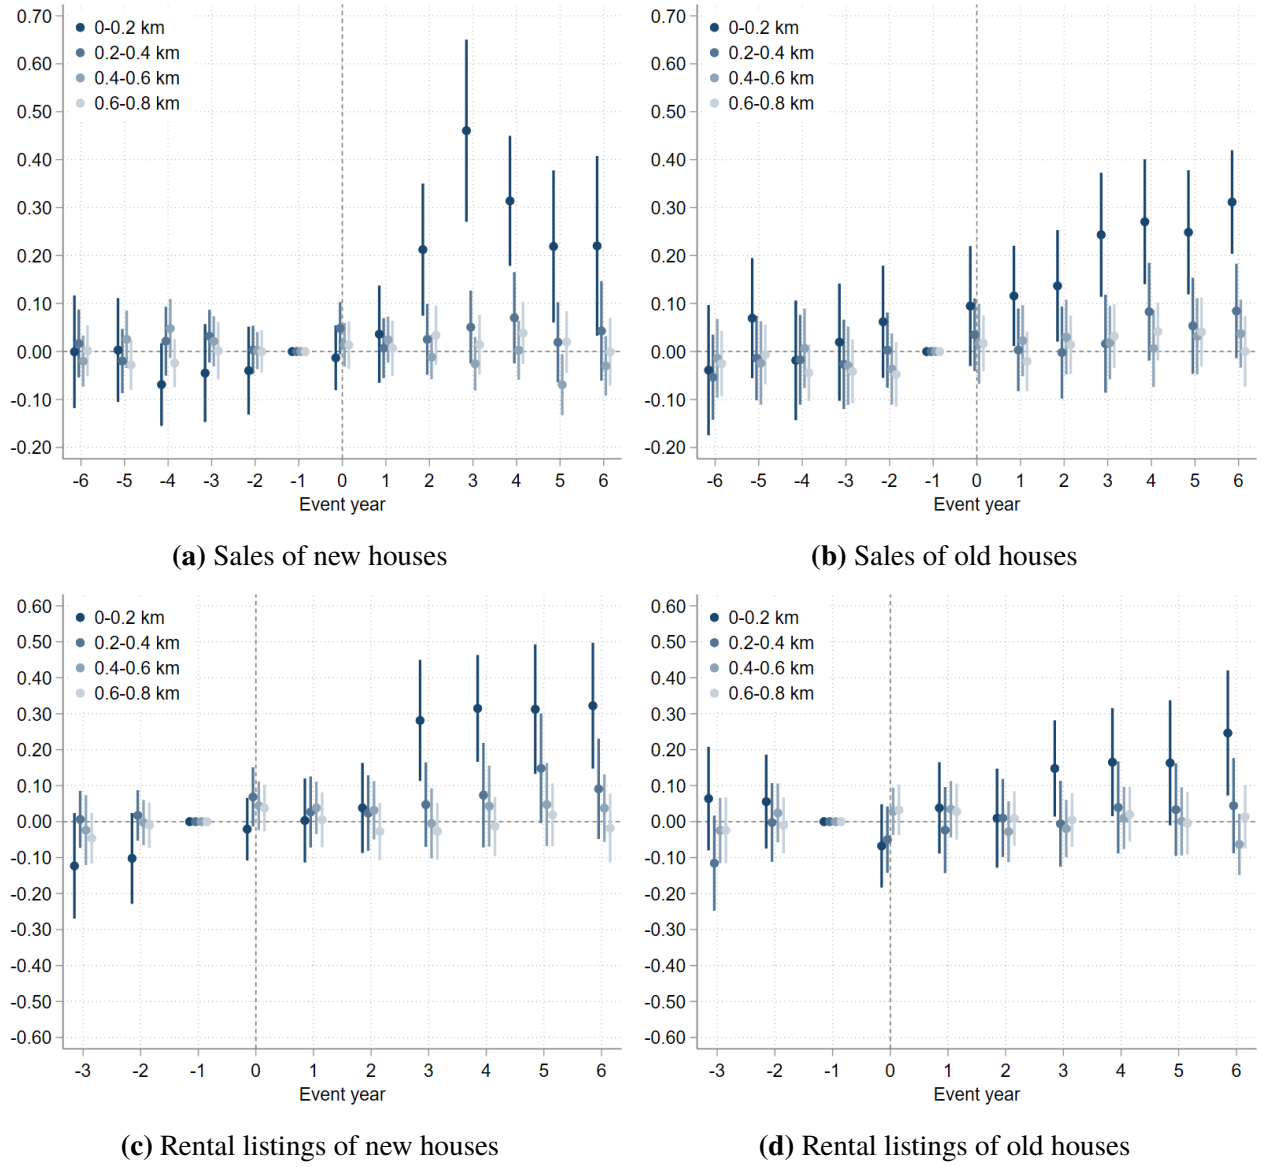 0.70
0.60
0.50
0.40
0.30
0.20
0.10
0.00
-0.10
-0.20
0-0.2 km
0.2-0.4 km
0.4-0.6 km
0.6-0.8 km
-6 -5 -4 -3 -2 -1 0 1 2 3 4 5 6
Event year
(a) Sales of new houses
0.70
0.60
0.50
0.40
0.30
0.20
0.10
0.00
-0.10
-0.20
0-0.2 km
0.2-0.4 km
0.4-0.6 km
0.6-0.8 km
-6 -5 -4 -3 -2 -1 0 1 2 3 4 5 6
Event year
(b) Sales of old houses
0.60
0.50
0.40
0.30
0.20
0.10
0.00
-0.10
-0.20
-0.30
-0.40
-0.50
-0.60
0-0.2 km
0.2-0.4 km
0.4-0.6 km
0.6-0.8 km
-3 -2 -1 0 1 2 3 4 5 6
Event year
(c) Rental listings of new houses
0.60
0.50
0.40
0.30
0.20
0.10
0.00
-0.10
-0.20
-0.30
-0.40
-0.50
-0.60
0-0.2 km
0.2-0.4 km
0.4-0.6 km
0.6-0.8 km
-3 -2 -1 0 1 2 3 4 5 6
Event year
(d) Rental listings of old houses